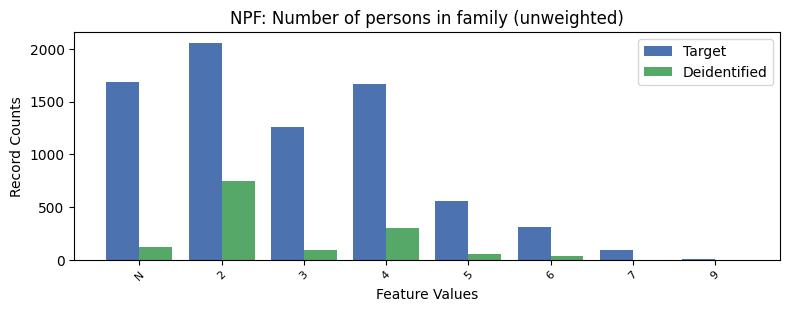 NPF: Number of persons in family (unweighted)
Target
Deidentified
Record Counts
2000
1500
1000
500
0
N 2 3 4 5 6 7 9
Feature Values